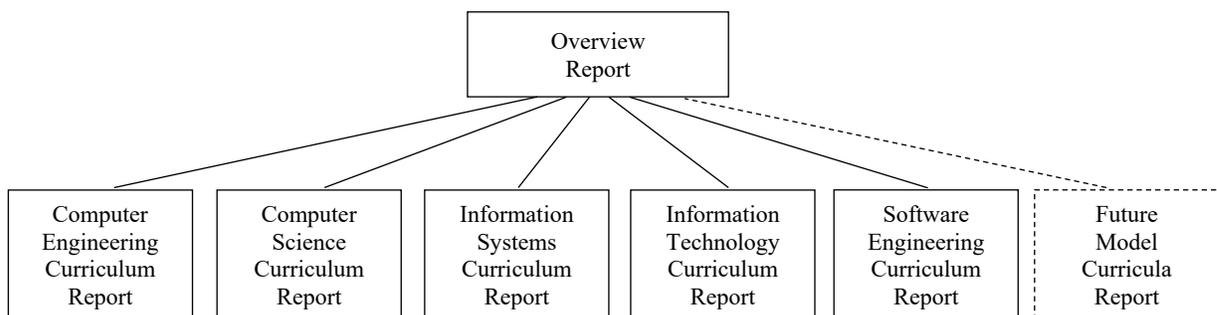 Overview
Report
Computer
Engineering
Curriculum
Report
Computer
Science
Curriculum
Report
Information
Systems
Curriculum
Report
Information
Technology
Curriculum
Report
Software
Engineering
Curriculum
Report
Future
Model
Curricula
Report